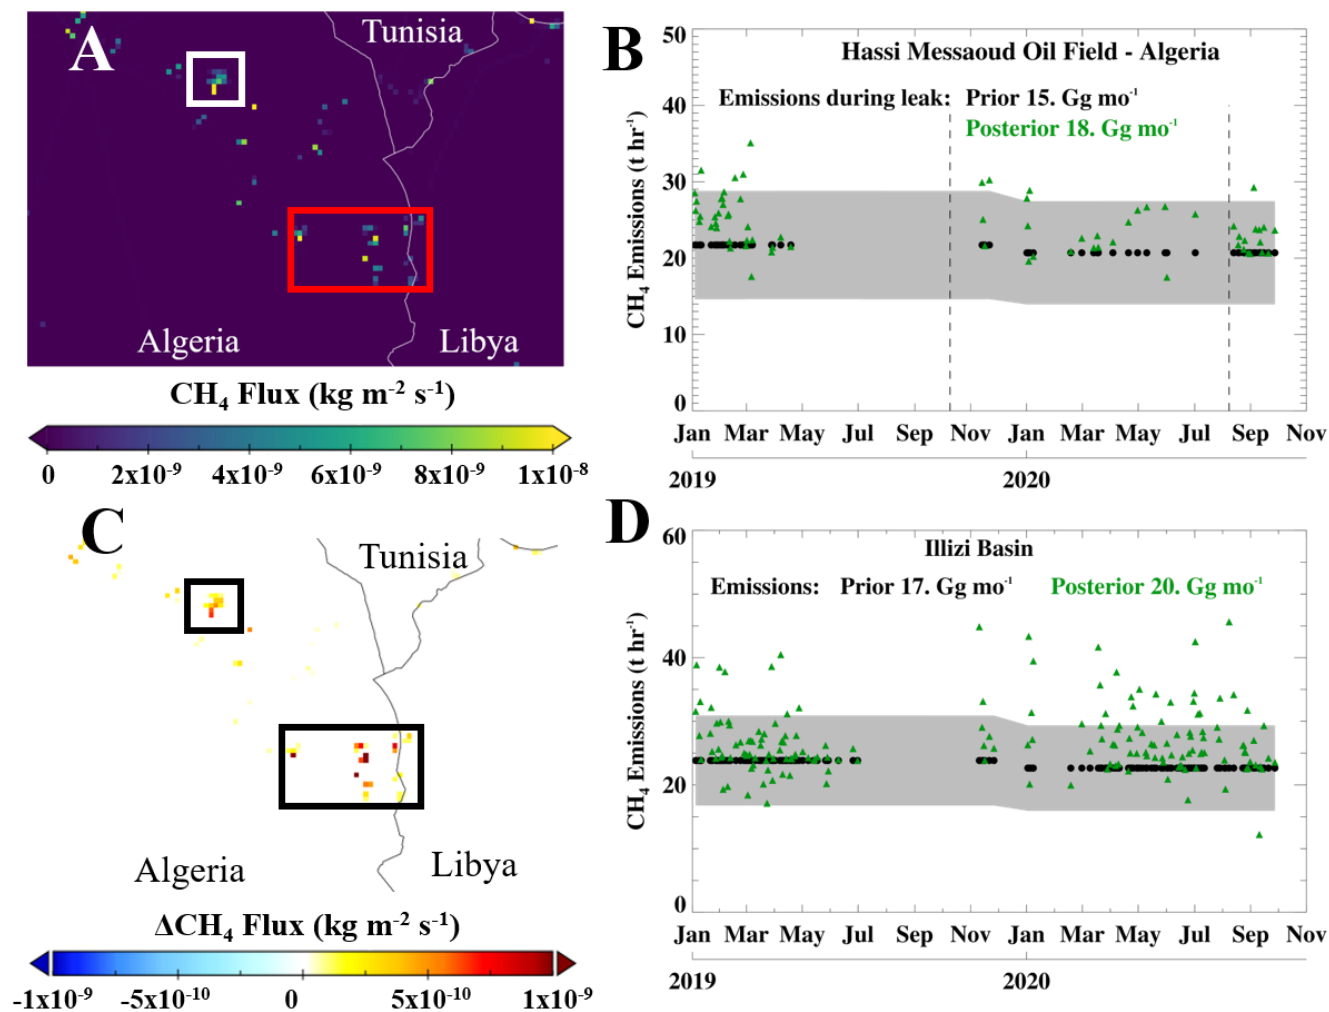 A
Tunisia
Algeria
Libya
CH₄ Flux (kg m⁻² s⁻¹)
0 2x10⁻⁹ 4x10⁻⁹ 6x10⁻⁹ 8x10⁻⁹ 1x10⁻⁸
B
Hassi Messaoud Oil Field - Algeria
Emissions during leak: Prior 15. Gg mo⁻¹
Posterior 18. Gg mo⁻¹
CH₄ Emissions (t hr⁻¹)
50
40
30
20
10
0
Jan Mar May Jul Sep Nov Jan Mar May Jul Sep Nov
2019 2020
C
Tunisia
Algeria
Libya
ΔCH₄ Flux (kg m⁻² s⁻¹)
-1x10⁻⁹ -5x10⁻¹⁰ 0 5x10⁻¹⁰ 1x10⁻⁹
D
Illizi Basin
Emissions: Prior 17. Gg mo⁻¹ Posterior 20. Gg mo⁻¹
CH₄ Emissions (t hr⁻¹)
60
40
20
0
Jan Mar May Jul Sep Nov Jan Mar May Jul Sep Nov
2019 2020